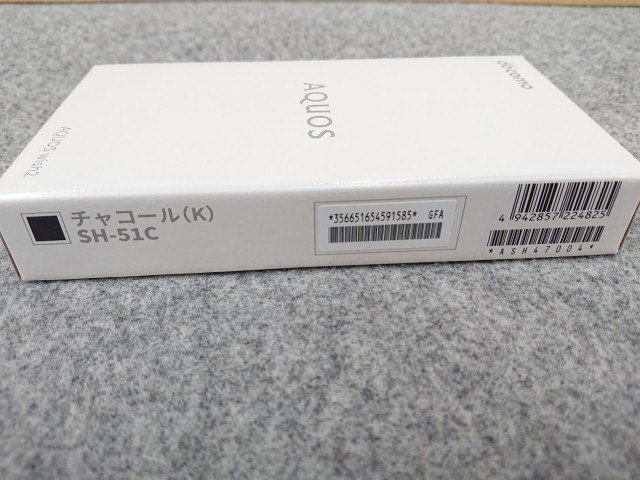 docomo
AQUOS
AQUOS wish2
チャコール(K)
SH-51C
*356651654591585* GFA
4 942857 224825
*ASH47004*